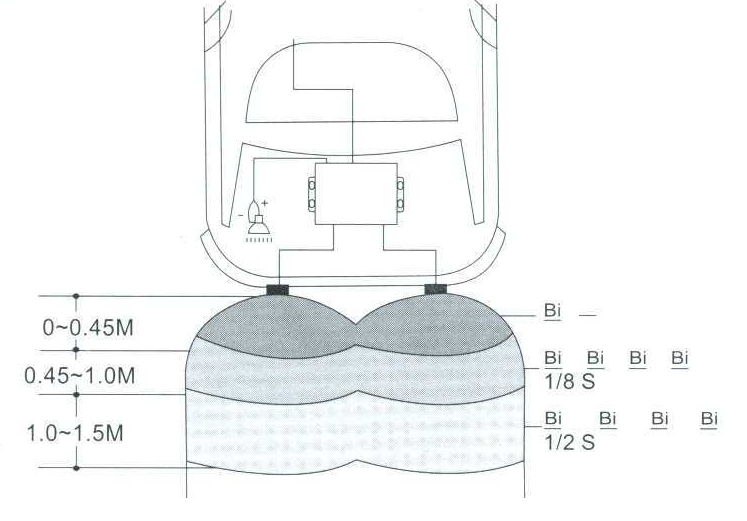 +
-
0~0.45M
0.45~1.0M
1.0~1.5M
Bi —
Bi Bi Bi Bi
1/8 S
Bi Bi Bi Bi
1/2 S